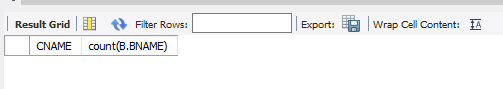 Result Grid Filter Rows: Export: Wrap Cell Content:
CNAME count(B.BNAME)